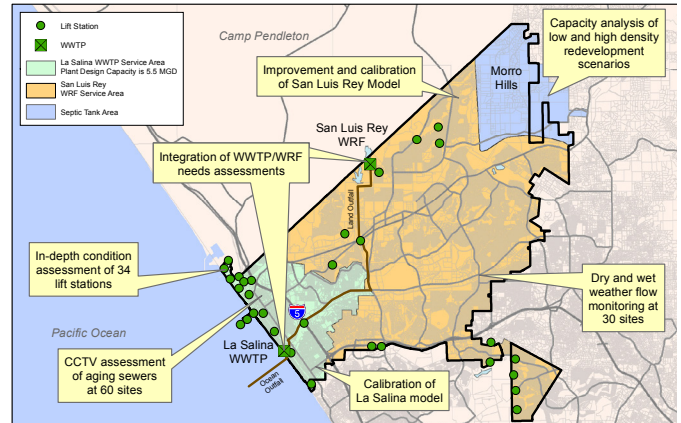 Lift Station
WWTP
La Salina WWTP Service Area
Plant Design Capacity is 5.5 MGD
San Luis Rey
WRF Service Area
Septic Tank Area
Camp Pendleton
Capacity analysis of
low and high density
redevelopment
scenarios
Improvement and calibration
of San Luis Rey Model
Morro
Hills
San Luis Rey
WRF
Integration of WWTP/WRF
needs assessments
Land Outfall
In-depth condition
assessment of 34
lift stations
Dry and wet
weather flow
monitoring at
30 sites
5
Pacific Ocean
La Salina
WWTP
CCTV assessment
of aging sewers
at 60 sites
Ocean
Outfall
Calibration of
La Salina model